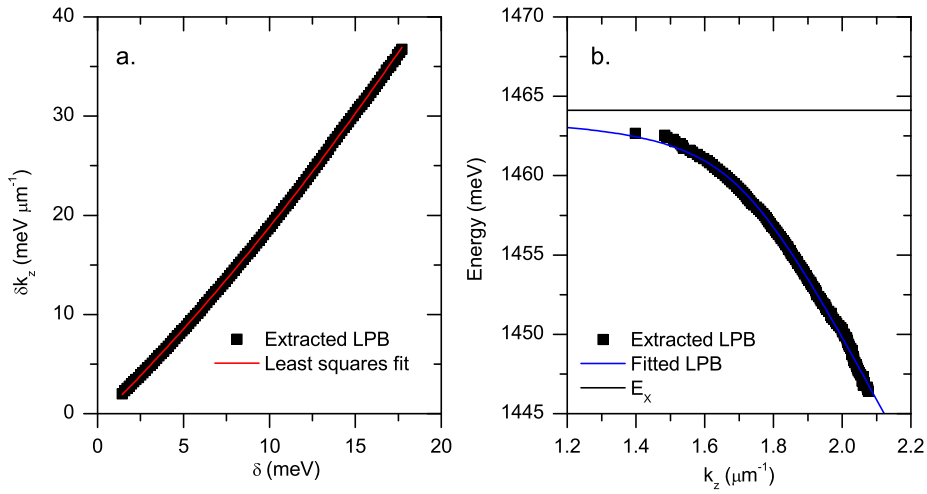 a.
40
30
20
10
0
δk_z (meV μm⁻¹)
Extracted LPB
Least squares fit
0 5 10 15 20
δ (meV)
b.
1470
1465
1460
1455
1450
1445
Energy (meV)
Extracted LPB
Fitted LPB
E_X
1.2 1.4 1.6 1.8 2.0 2.2
k_z (μm⁻¹)